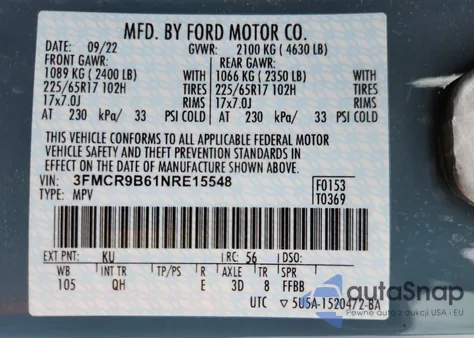 MFD. BY FORD MOTOR CO.
DATE: 09/22 GVWR: 2100 KG ( 4630 LB)
FRONT GAWR: REAR GAWR:
1089 KG ( 2400 LB) 1066 KG ( 2350 LB)
225/65R17 102H TIRES 225/65R17 102H TIRES
17x7.0J RIMS 17x7.0J RIMS
AT 230 kPa/ 33 PSI COLD AT 230 kPa/ 33 PSI COLD
THIS VEHICLE CONFORMS TO ALL APPLICABLE FEDERAL MOTOR
VEHICLE SAFETY AND THEFT PREVENTION STANDARDS IN
EFFECT ON THE DATE OF MANUFACTURE SHOWN ABOVE.
VIN: 3FMCR9B61NRE15548 F0153
TYPE: MPV T0369
EXT PNT: KU RC: 56 DSO:
WB INT TR TP/PS R AXLE TR SPR
105 QH E 3D 8 FFBB
UTC ▽ 5U5A-1520472-BA
autaSnap
Pewne auto z aukcji USA - EU